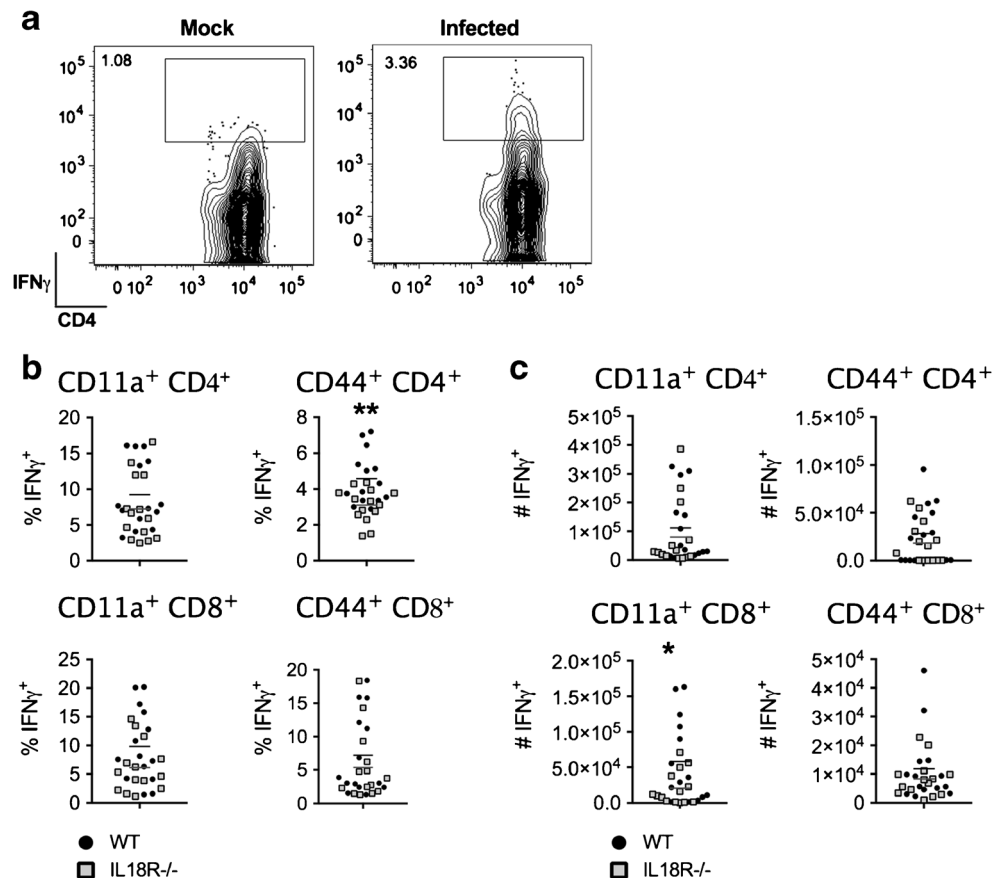 a
Mock Infected
1.08 3.36
10⁵ 10⁵
10⁴ 10⁴
10³ 10³
10² 10²
0 0
0 10² 10³ 10⁴ 10⁵ 0 10² 10³ 10⁴ 10⁵
IFNγ
CD4
b c
CD11a⁺ CD4⁺ CD44⁺ CD4⁺ CD11a⁺ CD4⁺ CD44⁺ CD4⁺
% IFNγ⁺
20
15
10
5
0
**
% IFNγ⁺
8
6
4
2
0
# IFNγ⁺
5×10⁵
4×10⁵
3×10⁵
2×10⁵
1×10⁵
0
# IFNγ⁺
1.5×10⁵
1.0×10⁵
5.0×10⁴
0.0
CD11a⁺ CD8⁺ CD44⁺ CD8⁺ CD11a⁺ CD8⁺ CD44⁺ CD8⁺
% IFNγ⁺
25
20
15
10
5
0
% IFNγ⁺
20
15
10
5
0
*
# IFNγ⁺
2.0×10⁵
1.5×10⁵
1.0×10⁵
5.0×10⁴
0.0
# IFNγ⁺
5×10⁴
4×10⁴
3×10⁴
2×10⁴
1×10⁴
0
WT WT
IL18R-/- IL18R-/-